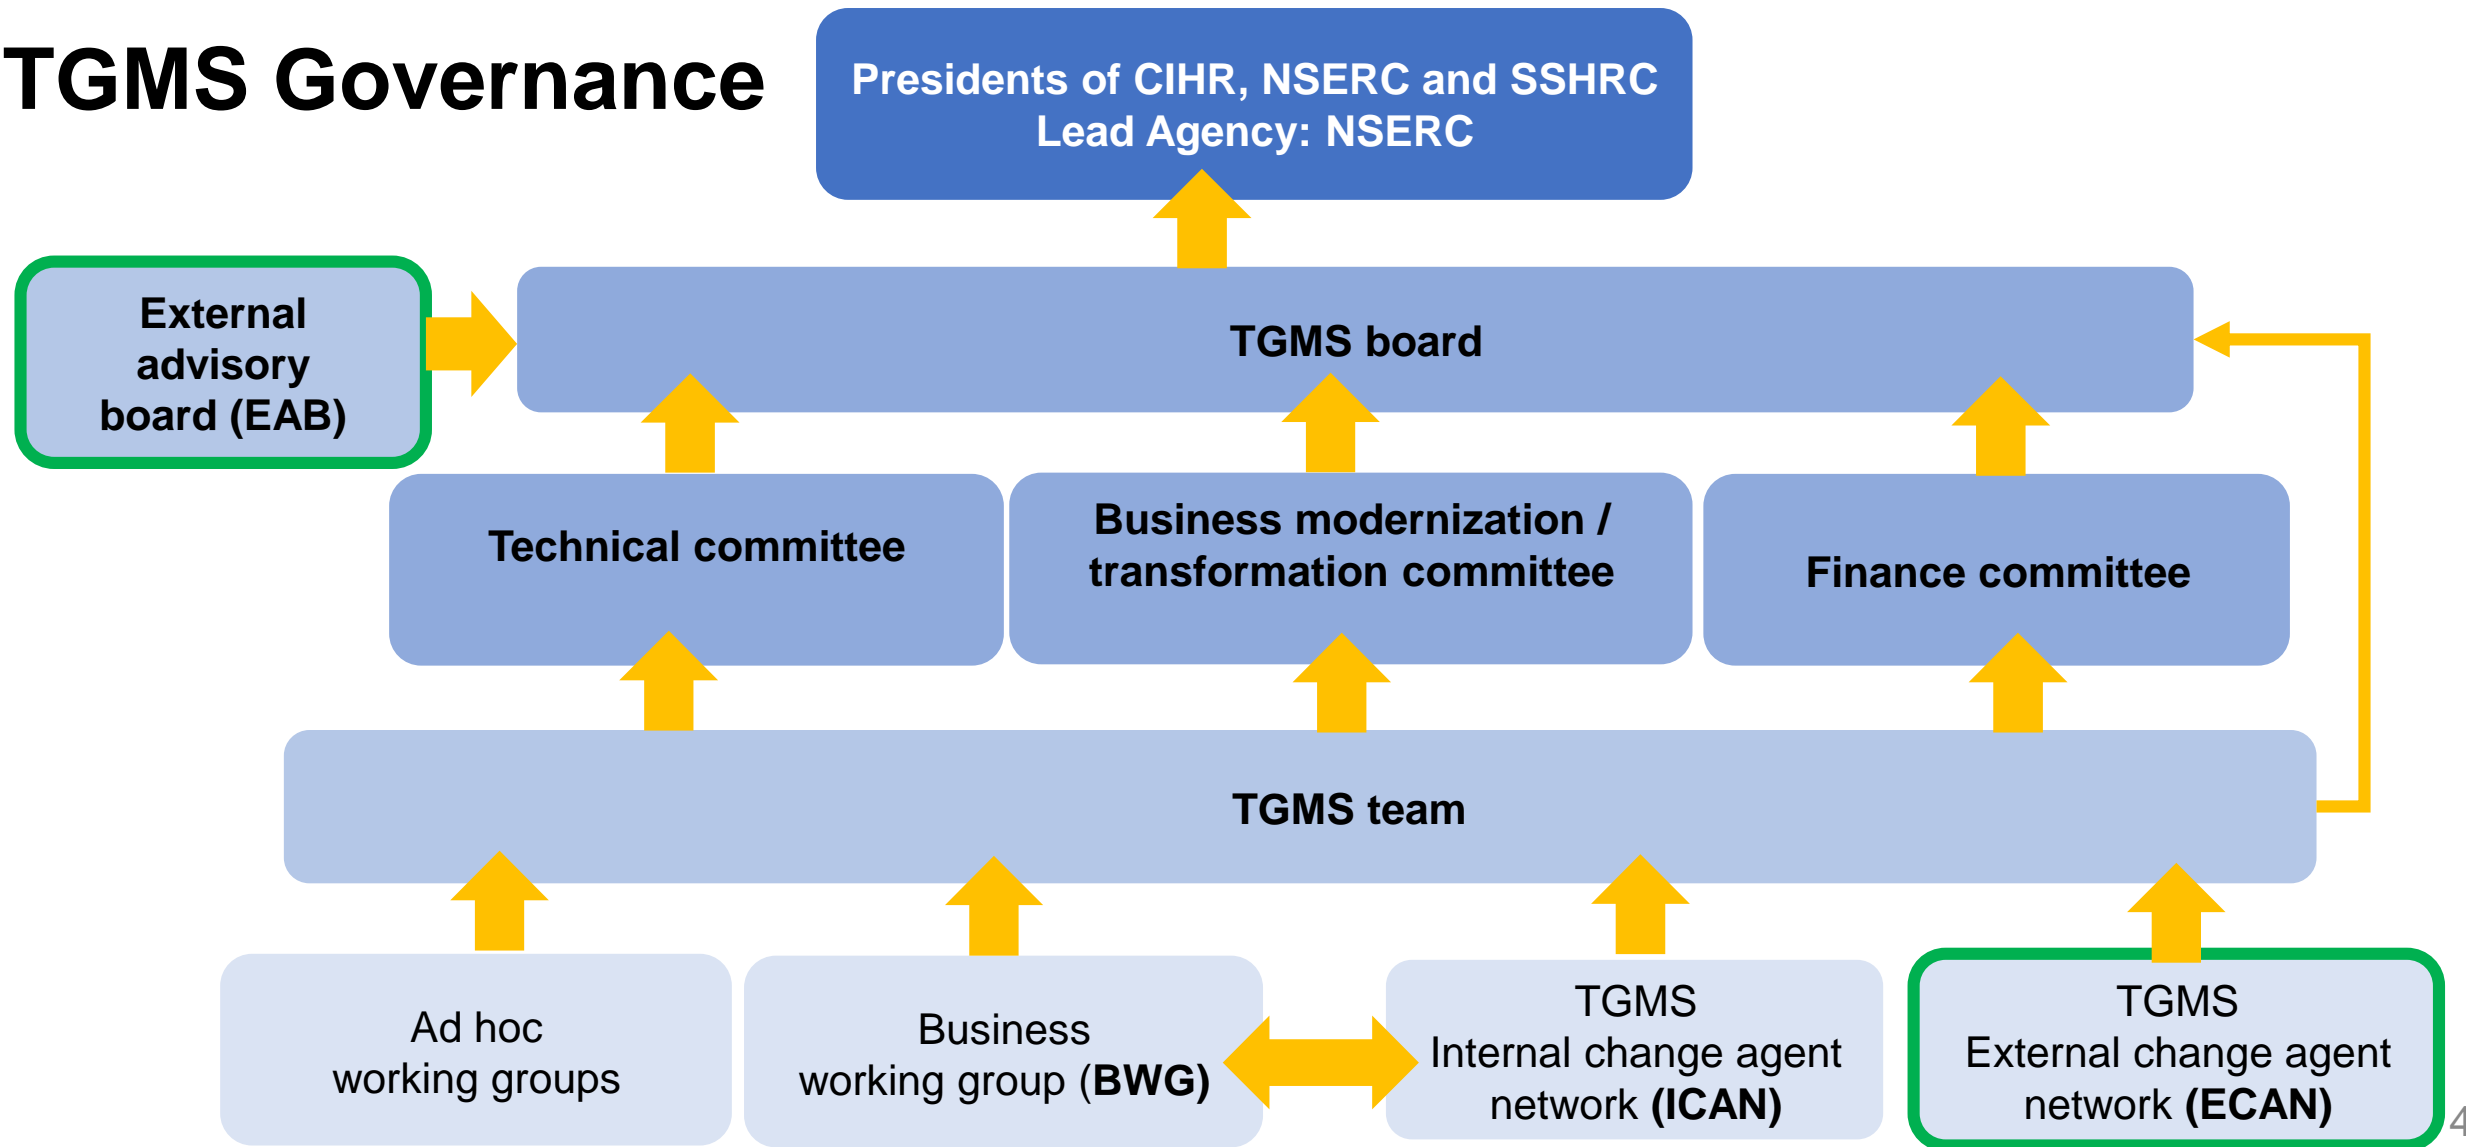 TGMS Governance
Presidents of CIHR, NSERC and SSHRC
Lead Agency: NSERC
External
advisory
board (EAB)
TGMS board
Technical committee
Business modernization /
transformation committee
Finance committee
TGMS team
Ad hoc
working groups
Business
working group (BWG)
TGMS
Internal change agent
network (ICAN)
TGMS
External change agent
network (ECAN)
4